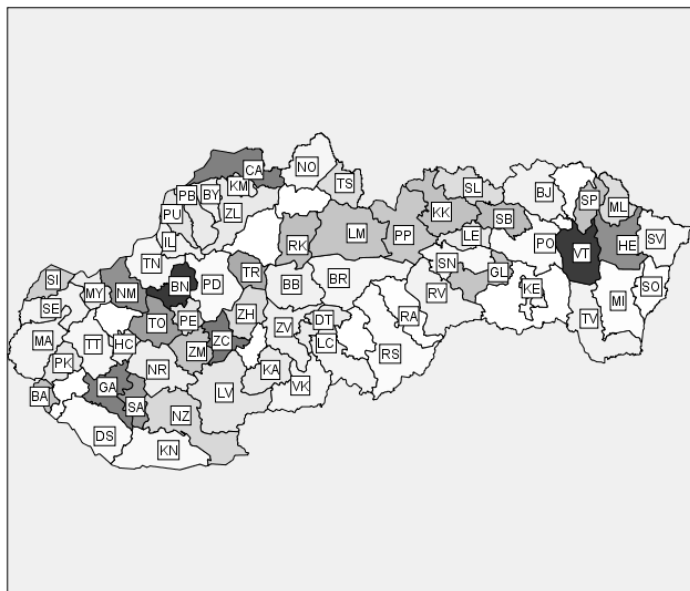 CA
NO
KM
TS
PB
BY
PU
ZL
IL
SL
BJ
SP
ML
KK
SB
LM
RK
PP
LE
PO
HE
SV
VT
TN
SN
GL
TR
BB
BR
SI
MY
NM
BN
PD
RV
KE
MI
SO
SE
ZH
TO
PE
ZV
DT
RA
TV
MA
TT
HC
ZM
ZC
LC
RS
PK
NR
KA
VK
BA
GA
SA
LV
NZ
DS
KN